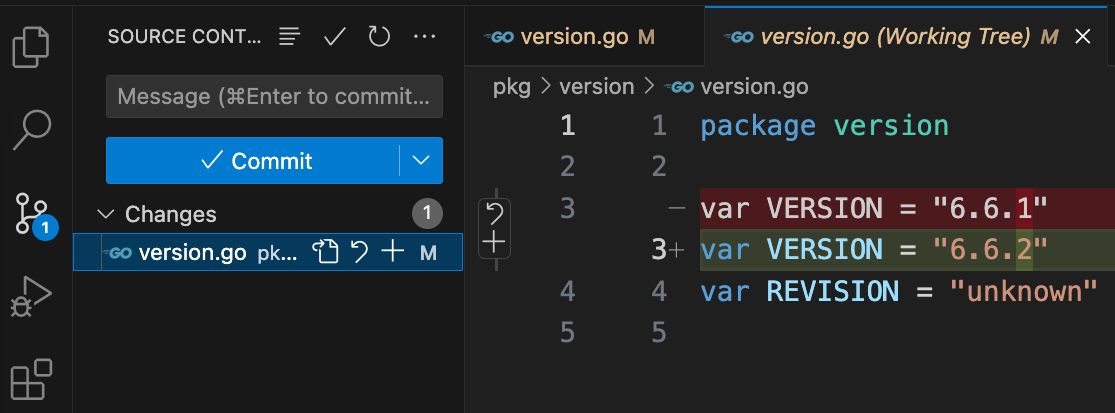 SOURCE CONT...
Message (⌘Enter to commit...
Commit
Changes 1
GO version.go pk... M
1
GO version.go M
GO version.go (Working Tree) M
pkg > version > GO version.go
1 1 package version
2 2
3 − var VERSION = "6.6.1"
3+ var VERSION = "6.6.2"
4 4 var REVISION = "unknown"
5 5